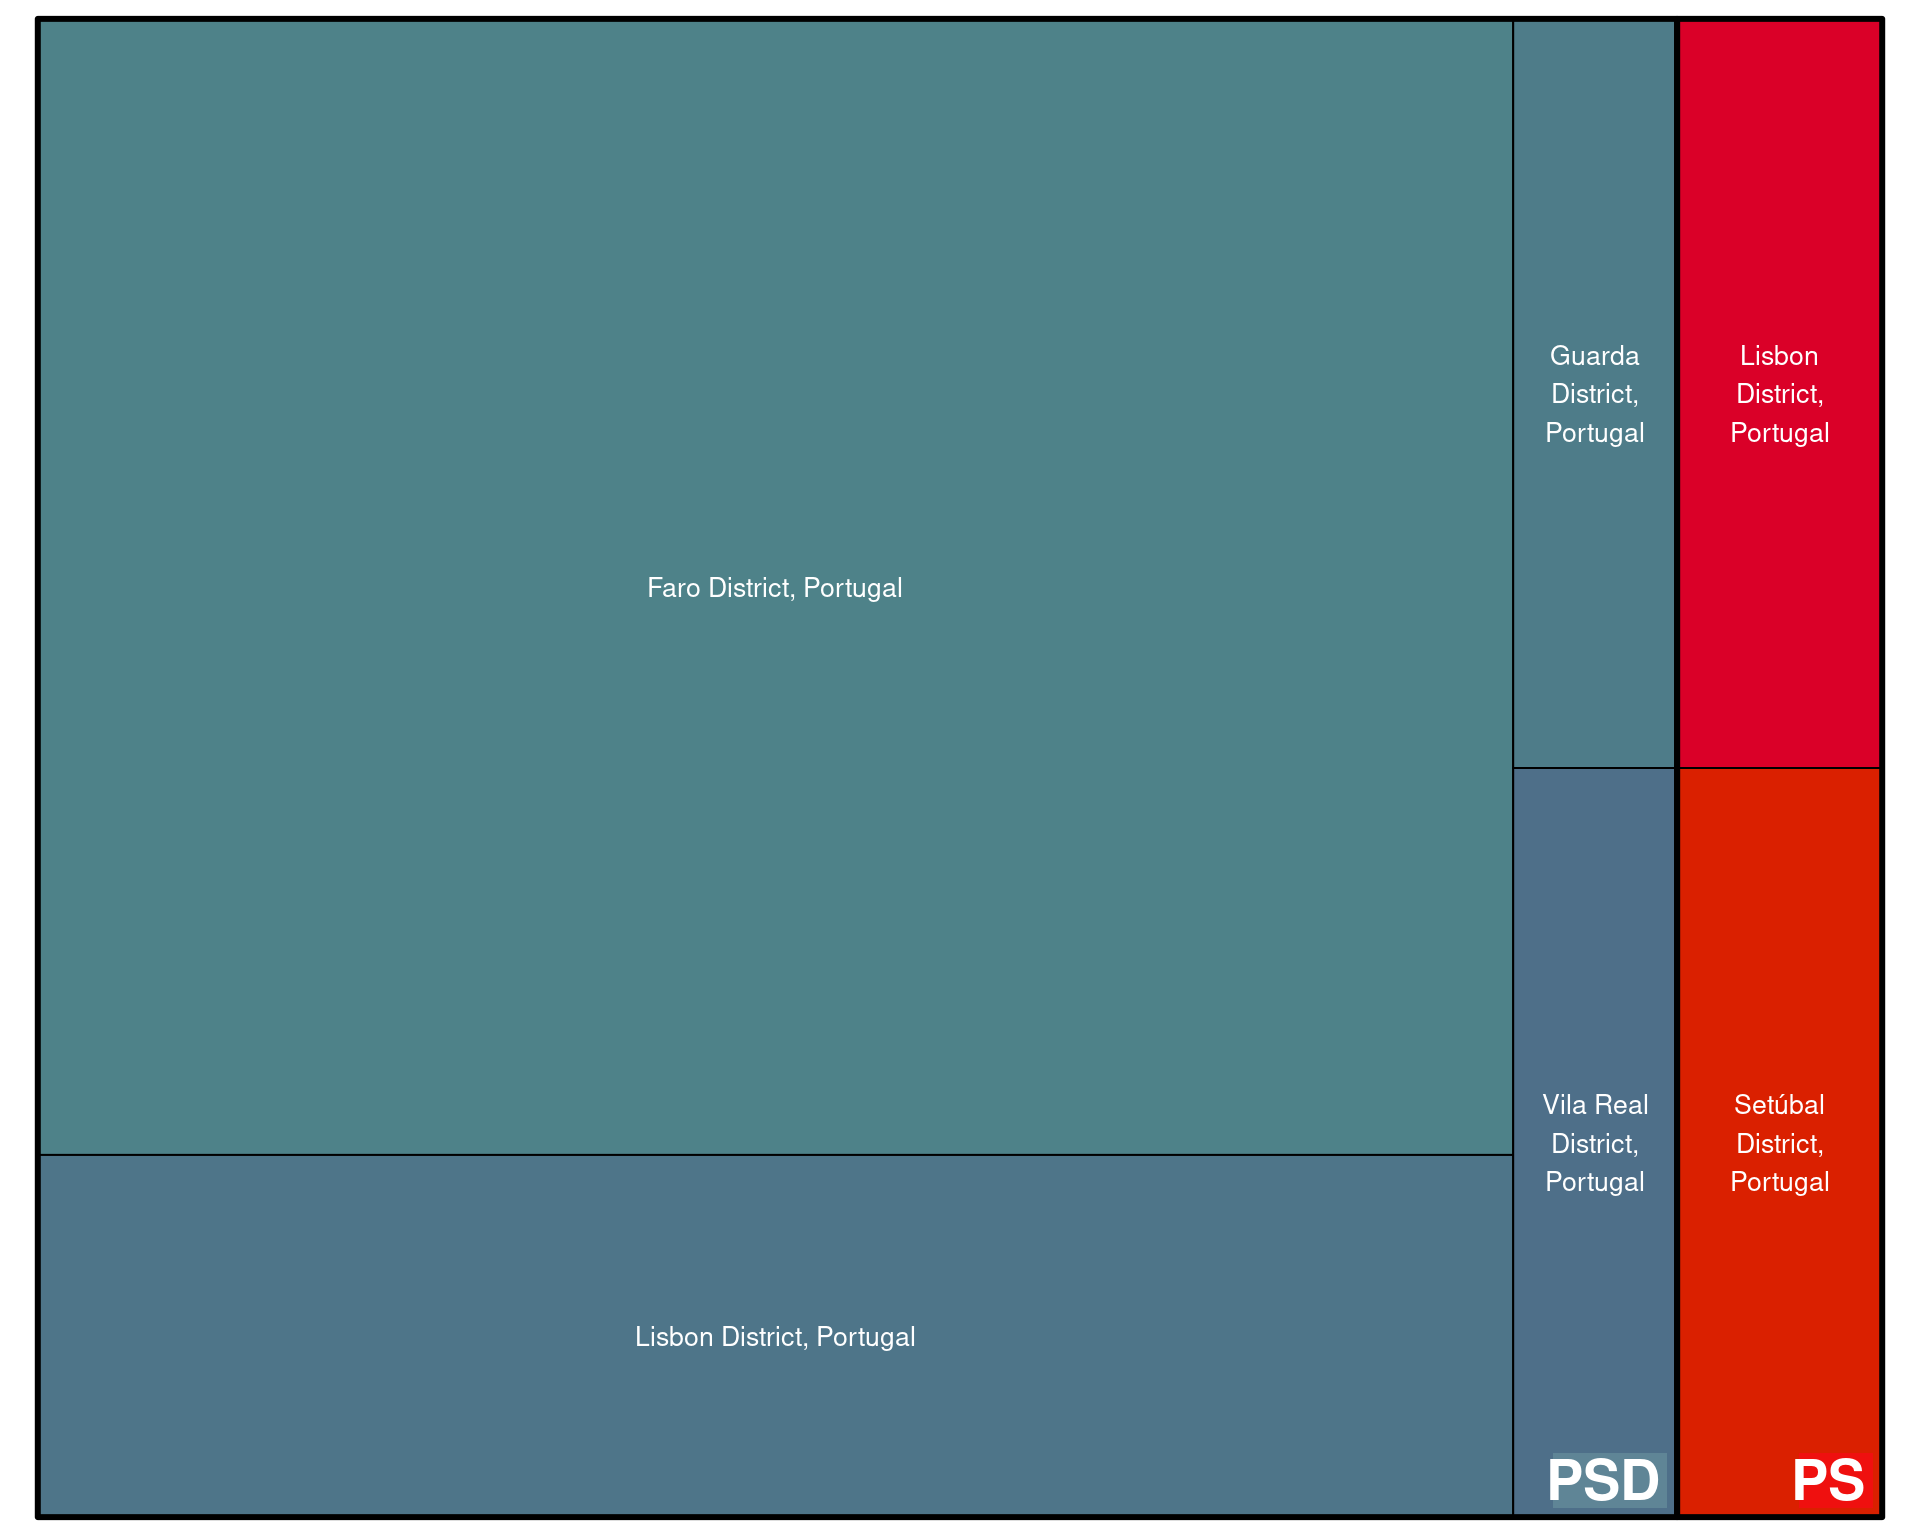 Faro District, Portugal
Lisbon District, Portugal
Guarda
District,
Portugal
Vila Real
District,
Portugal
PSD
Lisbon
District,
Portugal
Setúbal
District,
Portugal
PS